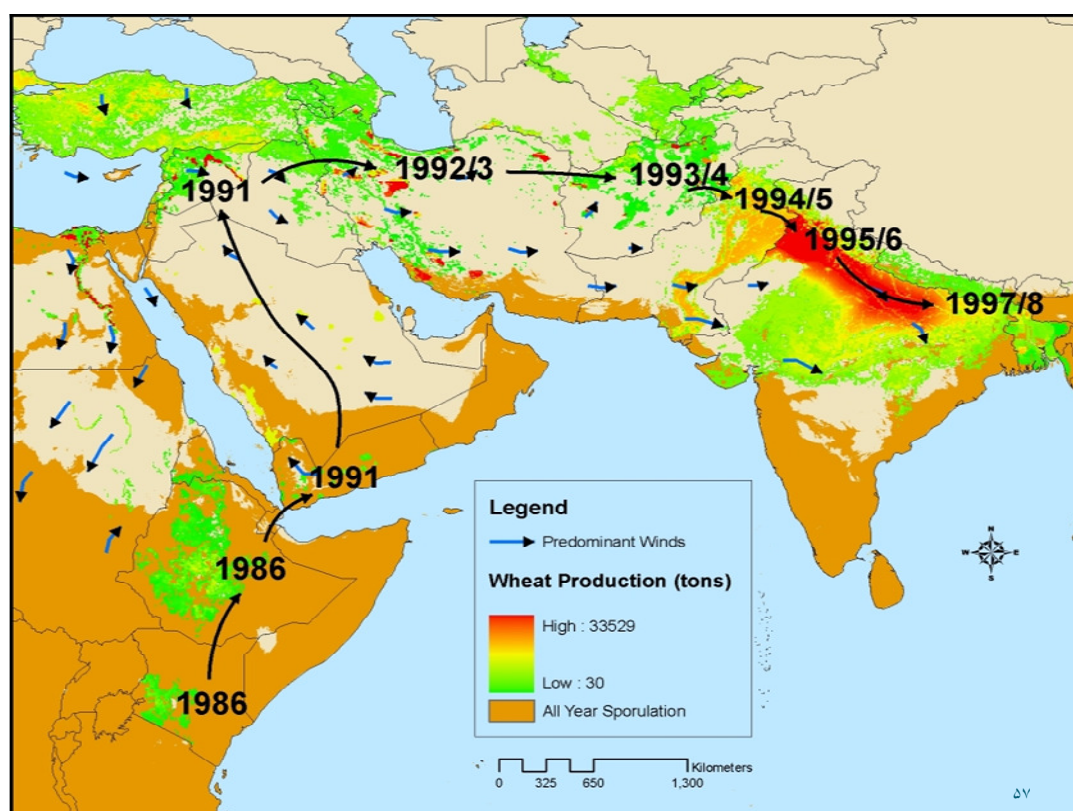 1991
1992/3
1993/4
1994/5
1995/6
1997/8
1991
1986
1986
Legend
Predominant Winds
Wheat Production (tons)
High : 33529
Low : 30
All Year Sporulation
N
W E
S
Kilometers
0 325 650 1,300
۵۷